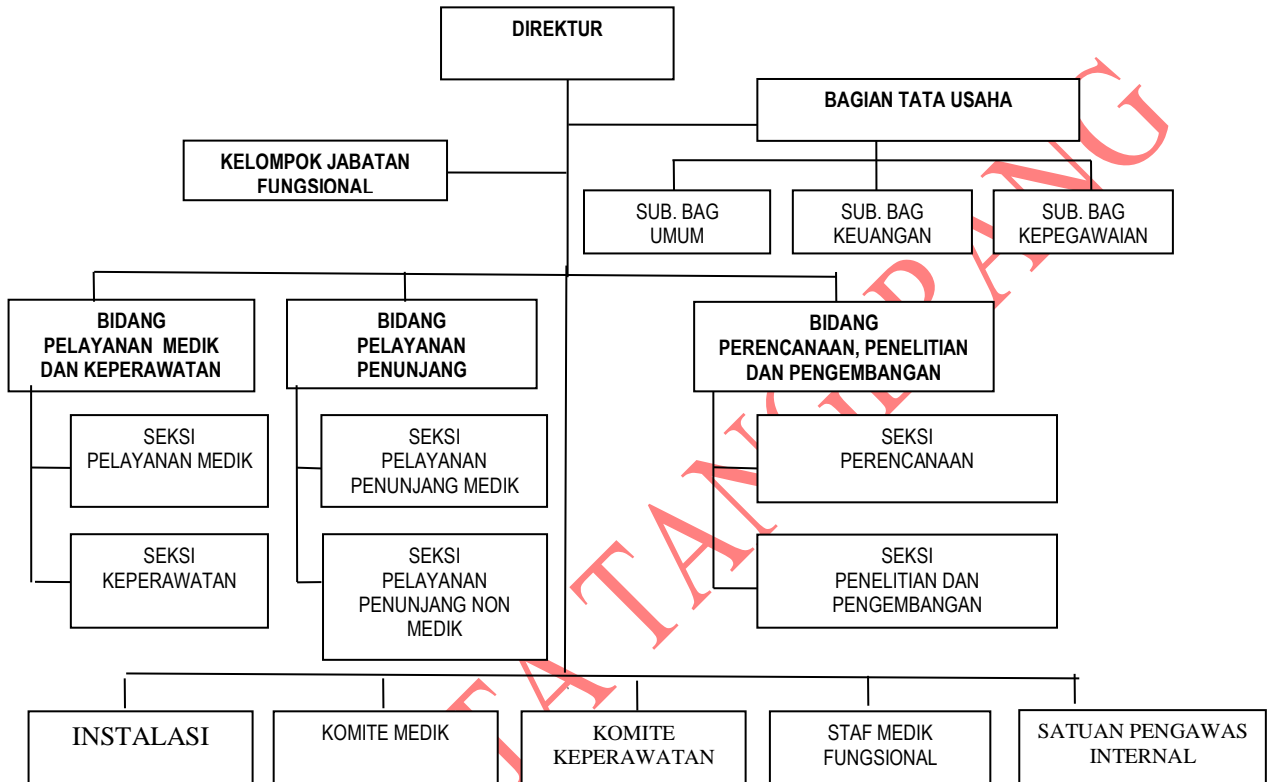 DIREKTUR
BAGIAN TATA USAHA
KELOMPOK JABATAN
FUNGSIONAL
SUB. BAG
UMUM
SUB. BAG
KEUANGAN
SUB. BAG
KEPEGAWAIAN
BIDANG
PELAYANAN MEDIK
DAN KEPERAWATAN
BIDANG
PELAYANAN
PENUNJANG
BIDANG
PERENCANAAN, PENELITIAN
DAN PENGEMBANGAN
SEKSI
PELAYANAN MEDIK
SEKSI
PELAYANAN
PENUNJANG MEDIK
SEKSI
PERENCANAAN
SEKSI
KEPERAWATAN
SEKSI
PELAYANAN
PENUNJANG NON
MEDIK
SEKSI
PENELITIAN DAN
PENGEMBANGAN
INSTALASI
KOMITE MEDIK
KOMITE
KEPERAWATAN
STAF MEDIK
FUNGSIONAL
SATUAN PENGAWAS
INTERNAL